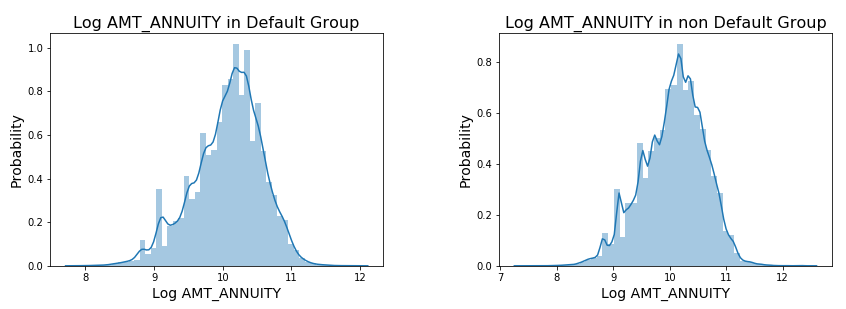 Log AMT_ANNUITY in Default Group
1.0
0.8
0.6
0.4
0.2
0.0
8 9 10 11 12
Probability
Log AMT_ANNUITY
Log AMT_ANNUITY in non Default Group
0.8
0.6
0.4
0.2
0.0
7 8 9 10 11 12
Probability
Log AMT_ANNUITY